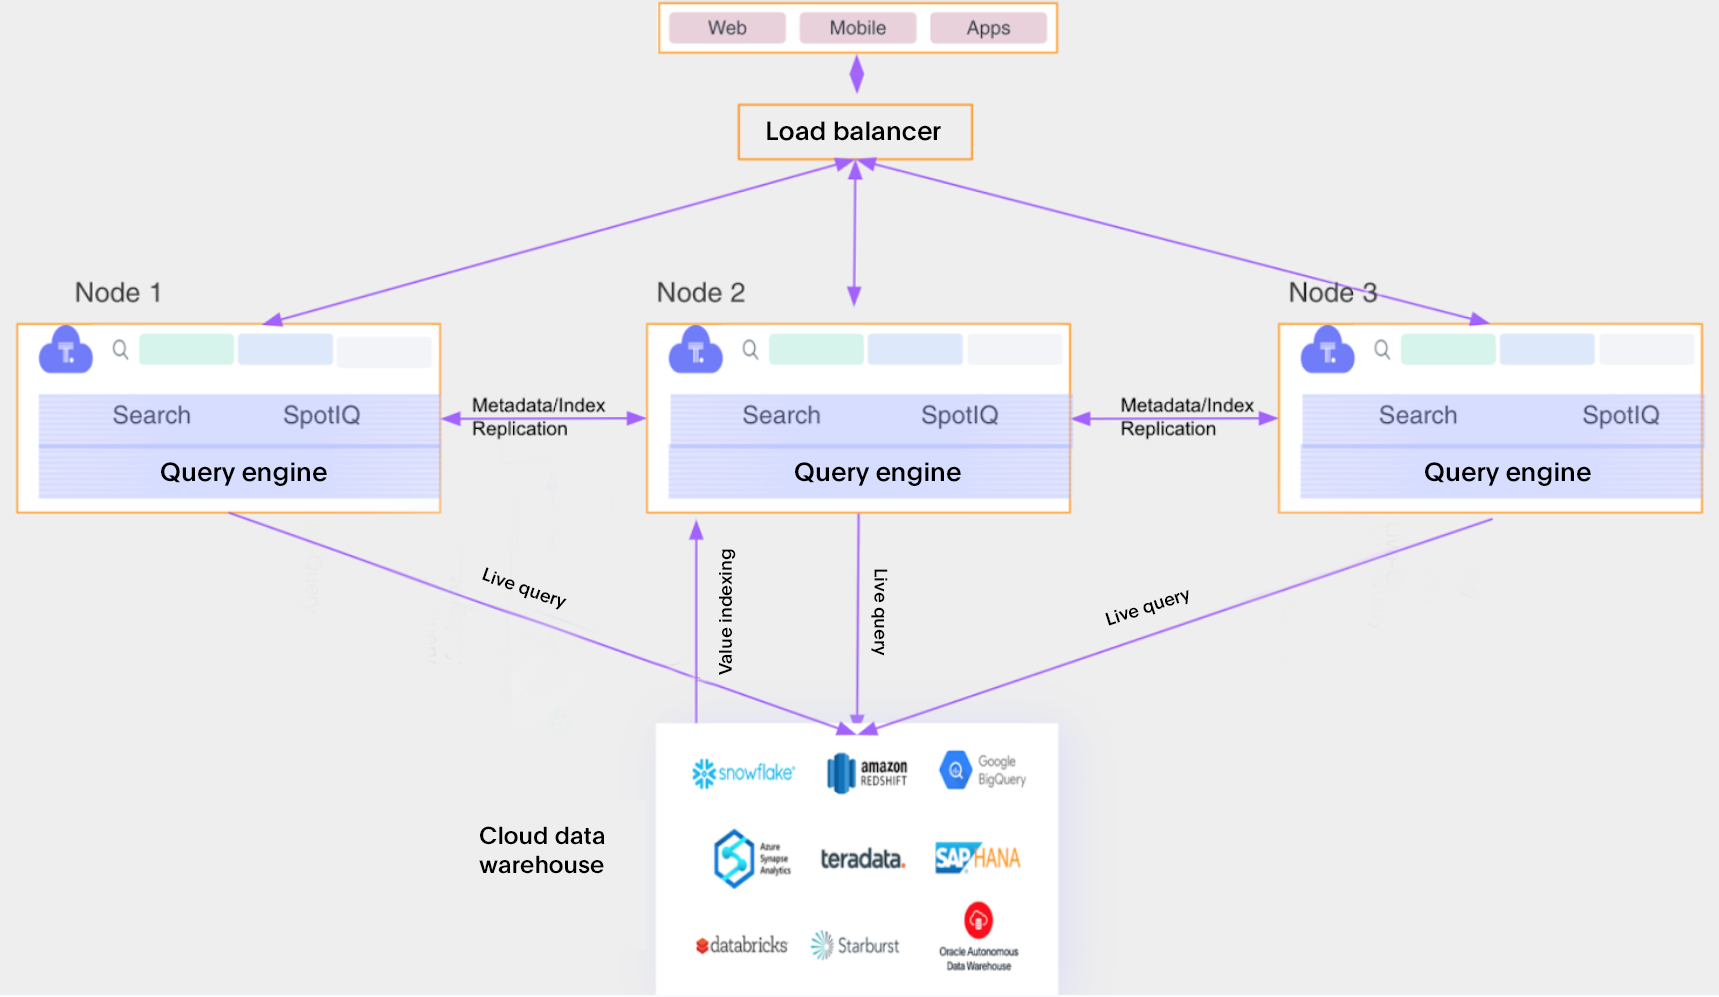 Web
Mobile
Apps
Load balancer
Node 1
Node 2
Node 3
T.
T.
T.
Search
SpotIQ
Metadata/Index
Replication
Search
SpotIQ
Metadata/Index
Replication
Search
SpotIQ
Query engine
Query engine
Query engine
Live query
Value indexing
Live query
Live query
snowflake
amazon
REDSHIFT
Google
BigQuery
Cloud data
warehouse
Azure
Synapse
Analytics
teradata.
SAP HANA
databricks
Starburst
Oracle Autonomous
Data Warehouse